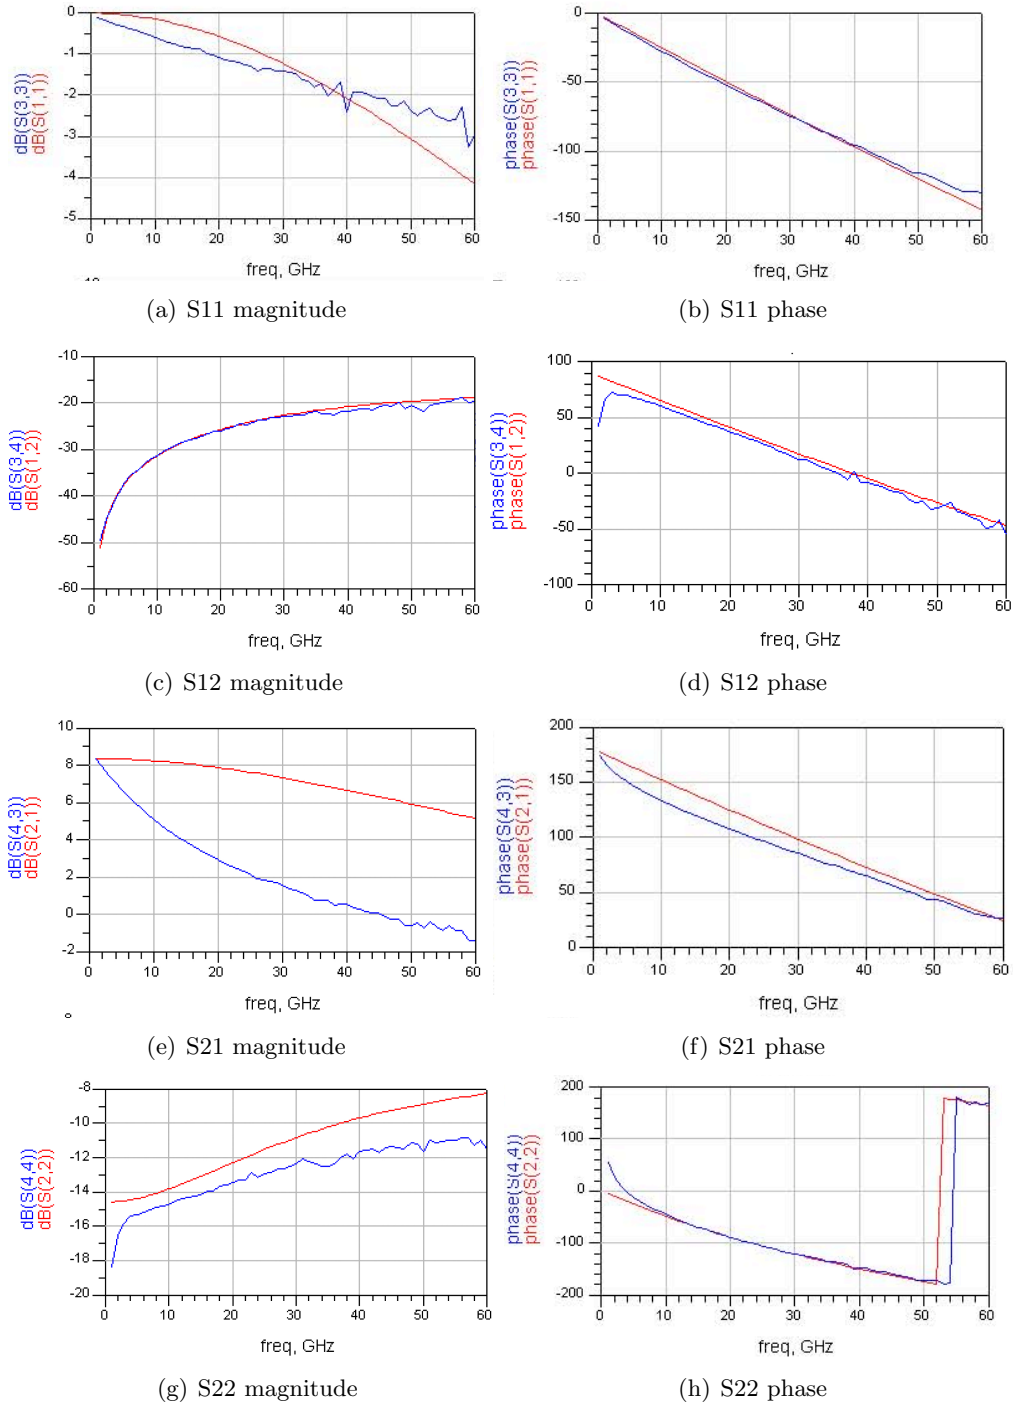 0
-1
-2
-3
-4
-5
dB(S(3,3))
dB(S(1,1))
0 10 20 30 40 50 60
freq, GHz
(a) S11 magnitude
0
-50
-100
-150
phase(S(3,3))
phase(S(1,1))
0 10 20 30 40 50 60
freq, GHz
(b) S11 phase
-10
-20
-30
-40
-50
-60
dB(S(3,4))
dB(S(1,2))
0 10 20 30 40 50 60
freq, GHz
(c) S12 magnitude
100
50
0
-50
-100
phase(S(3,4))
phase(S(1,2))
0 10 20 30 40 50 60
freq, GHz
(d) S12 phase
10
8
6
4
2
0
-2
dB(S(4,3))
dB(S(2,1))
0 10 20 30 40 50 60
freq, GHz
(e) S21 magnitude
200
150
100
50
0
phase(S(4,3))
phase(S(2,1))
0 10 20 30 40 50 60
freq, GHz
(f) S21 phase
-8
-10
-12
-14
-16
-18
-20
dB(S(4,4))
dB(S(2,2))
0 10 20 30 40 50 60
freq, GHz
(g) S22 magnitude
200
100
0
-100
-200
phase(S(4,4))
phase(S(2,2))
0 10 20 30 40 50 60
freq, GHz
(h) S22 phase